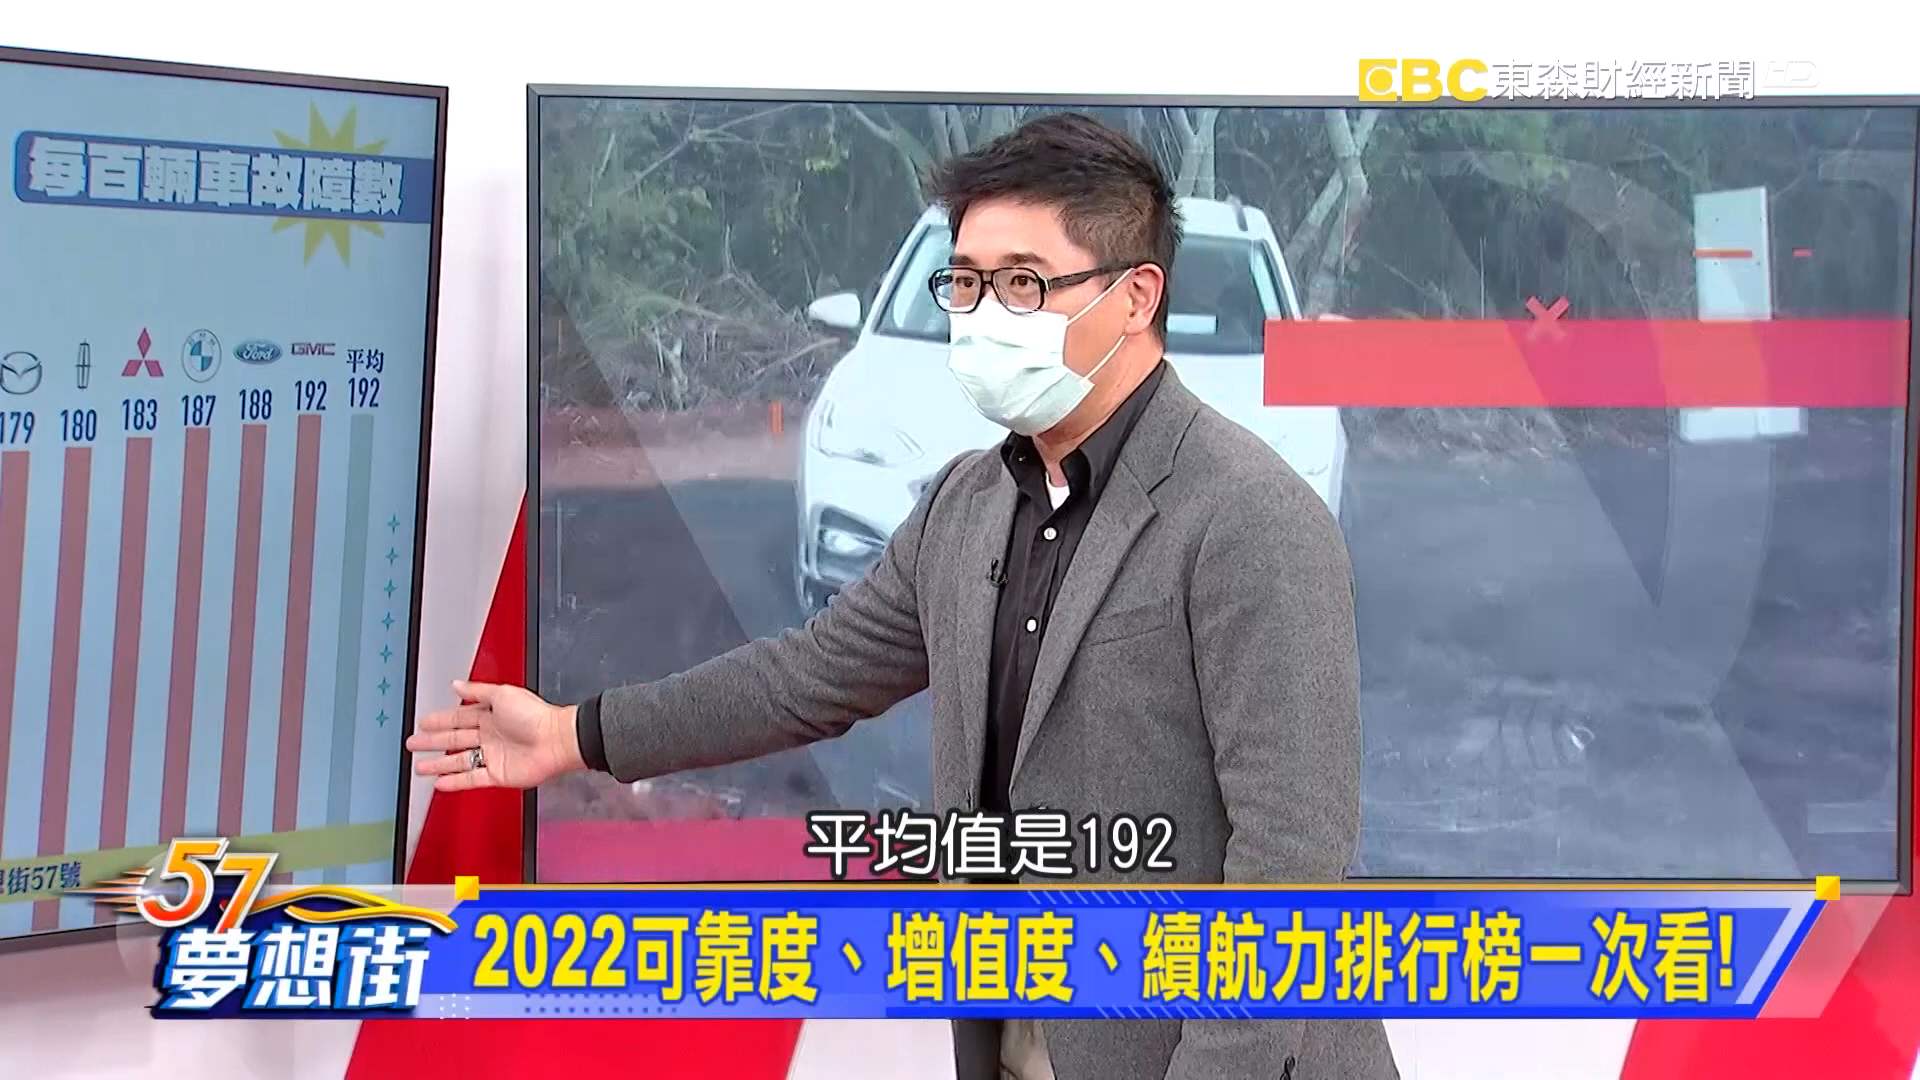 EBC 東森財經新聞 HD
每百輛車故障數
Ford
GMC
平均
179
180
183
187
188
192
192
街57號
平均值是192
57
夢想街
2022可靠度、增值度、續航力排行榜一次看!